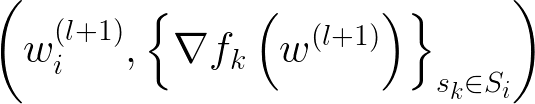 \left( w_i^{(l+1)}, \left\{ \nabla f_k \left( w^{(l+1)} \right) \right\}_{s_k \in S_i} \right)